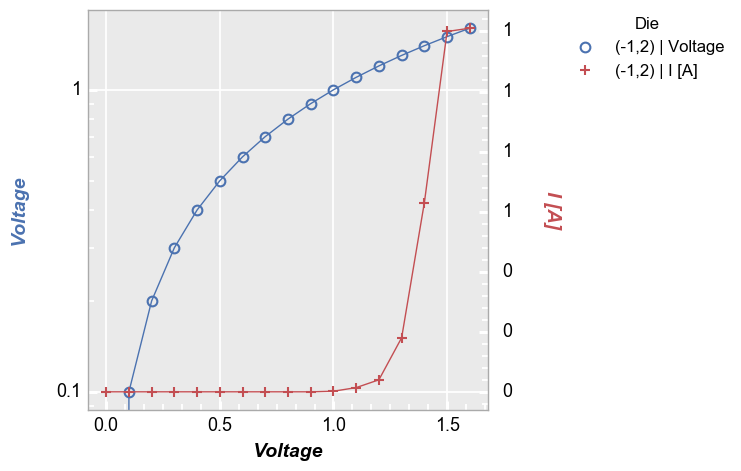 Die
(-1,2) | Voltage
(-1,2) | I [A]
Voltage
1
0.1
1
1
1
1
0
0
0
I [A]
0.0
0.5
1.0
1.5
Voltage